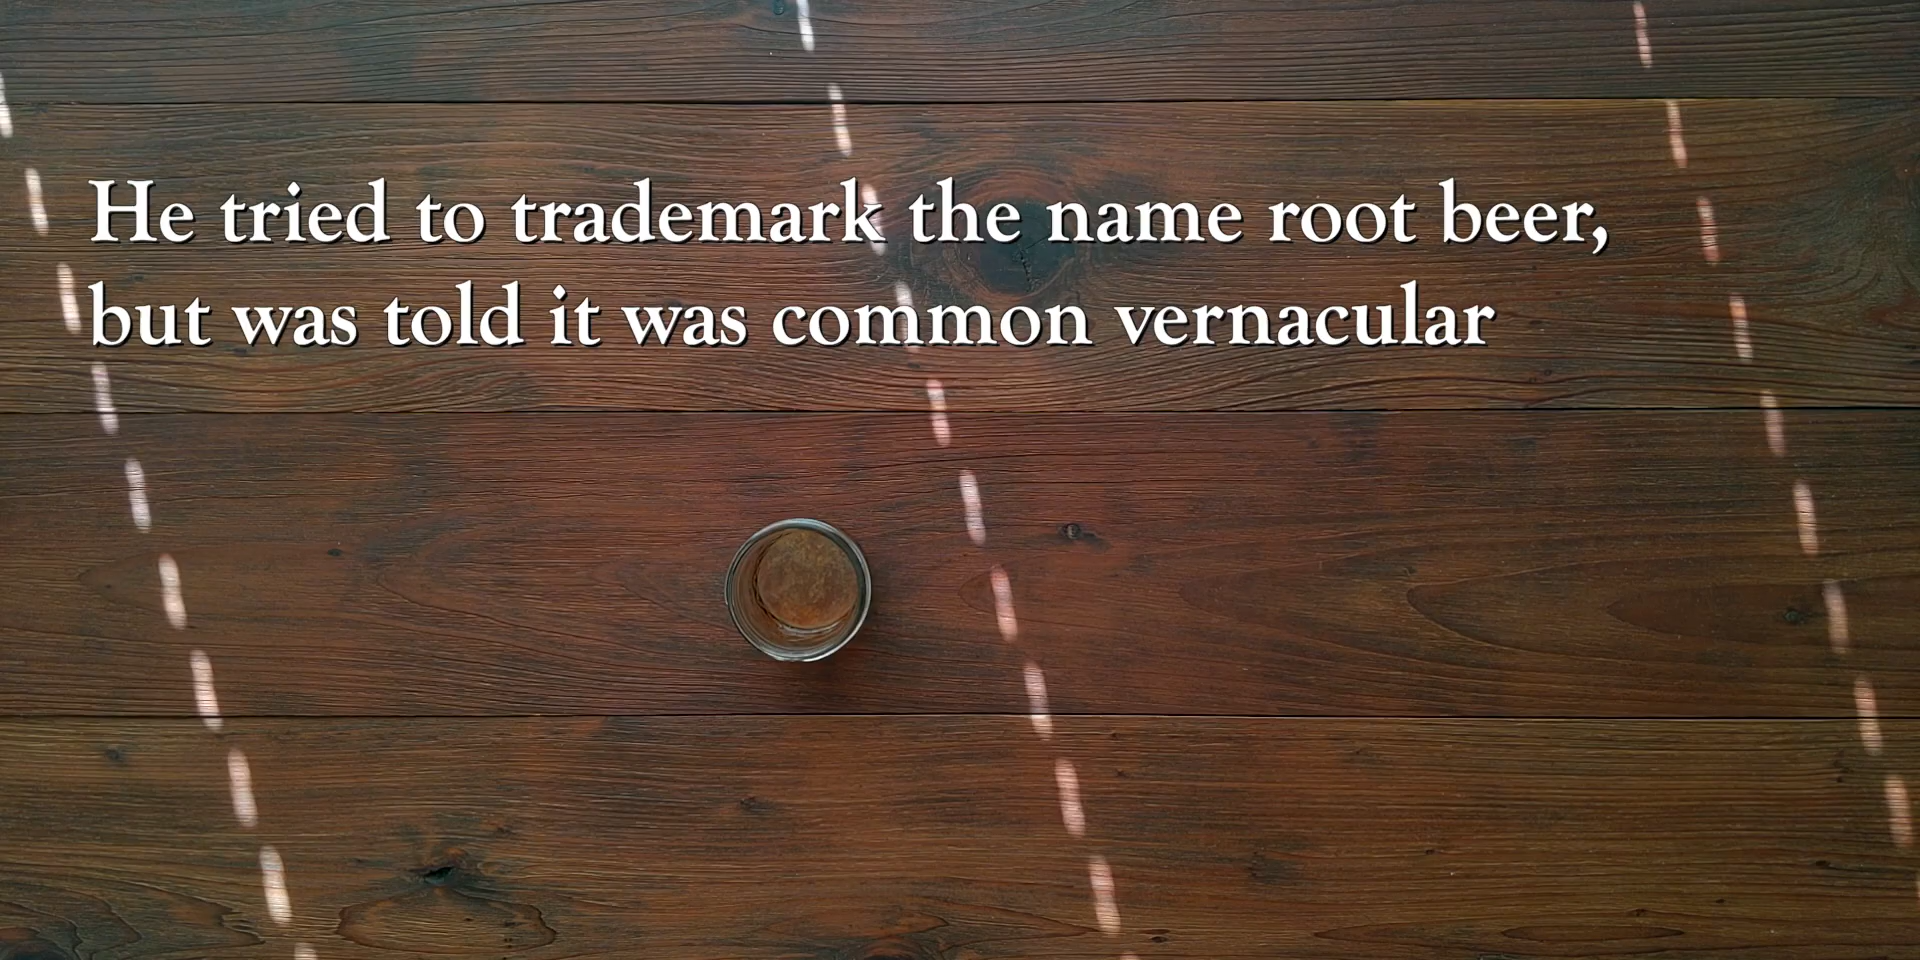 He tried to trademark the name root beer,
but was told it was common vernacular